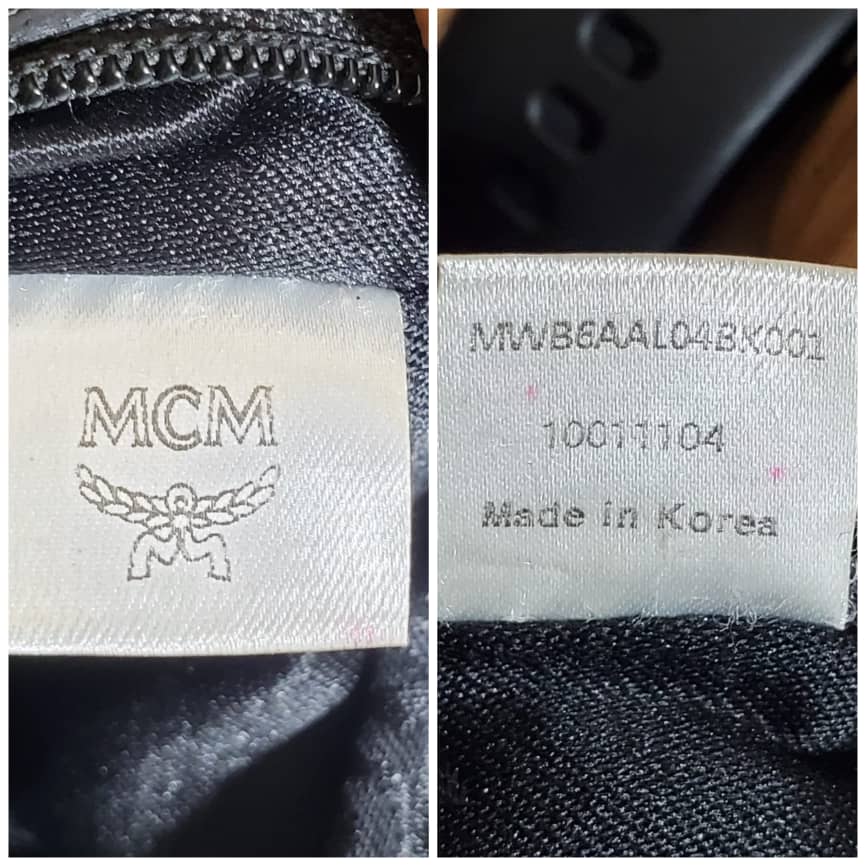 MCM
MWB6AAL04BK001
10011104
Made in Korea